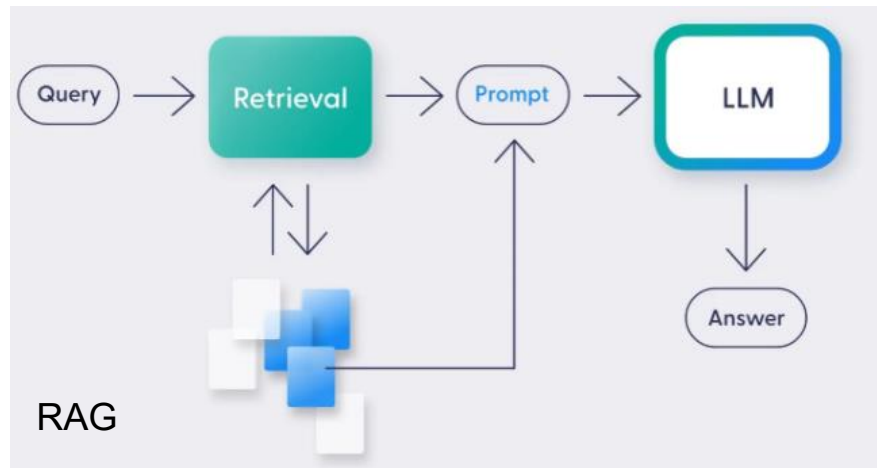 Query
Retrieval
Prompt
LLM
Answer
RAG